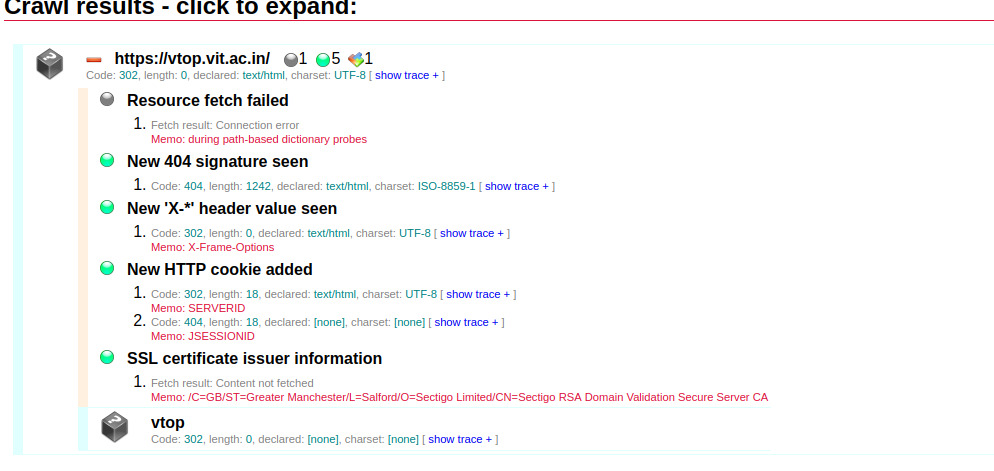 Crawl results - click to expand:
https://vtop.vit.ac.in/ 1 5 1
Code: 302, length: 0, declared: text/html, charset: UTF-8 [ show trace + ]
Resource fetch failed
1. Fetch result: Connection error
Memo: during path-based dictionary probes
New 404 signature seen
1. Code: 404, length: 1242, declared: text/html, charset: ISO-8859-1 [ show trace + ]
New 'X-*' header value seen
1. Code: 302, length: 0, declared: text/html, charset: UTF-8 [ show trace + ]
Memo: X-Frame-Options
New HTTP cookie added
1. Code: 302, length: 18, declared: text/html, charset: UTF-8 [ show trace + ]
Memo: SERVERID
2. Code: 404, length: 18, declared: [none], charset: [none] [ show trace + ]
Memo: JSESSIONID
SSL certificate issuer information
1. Fetch result: Content not fetched
Memo: /C=GB/ST=Greater Manchester/L=Salford/O=Sectigo Limited/CN=Sectigo RSA Domain Validation Secure Server CA
vtop
Code: 302, length: 0, declared: [none], charset: [none] [ show trace + ]